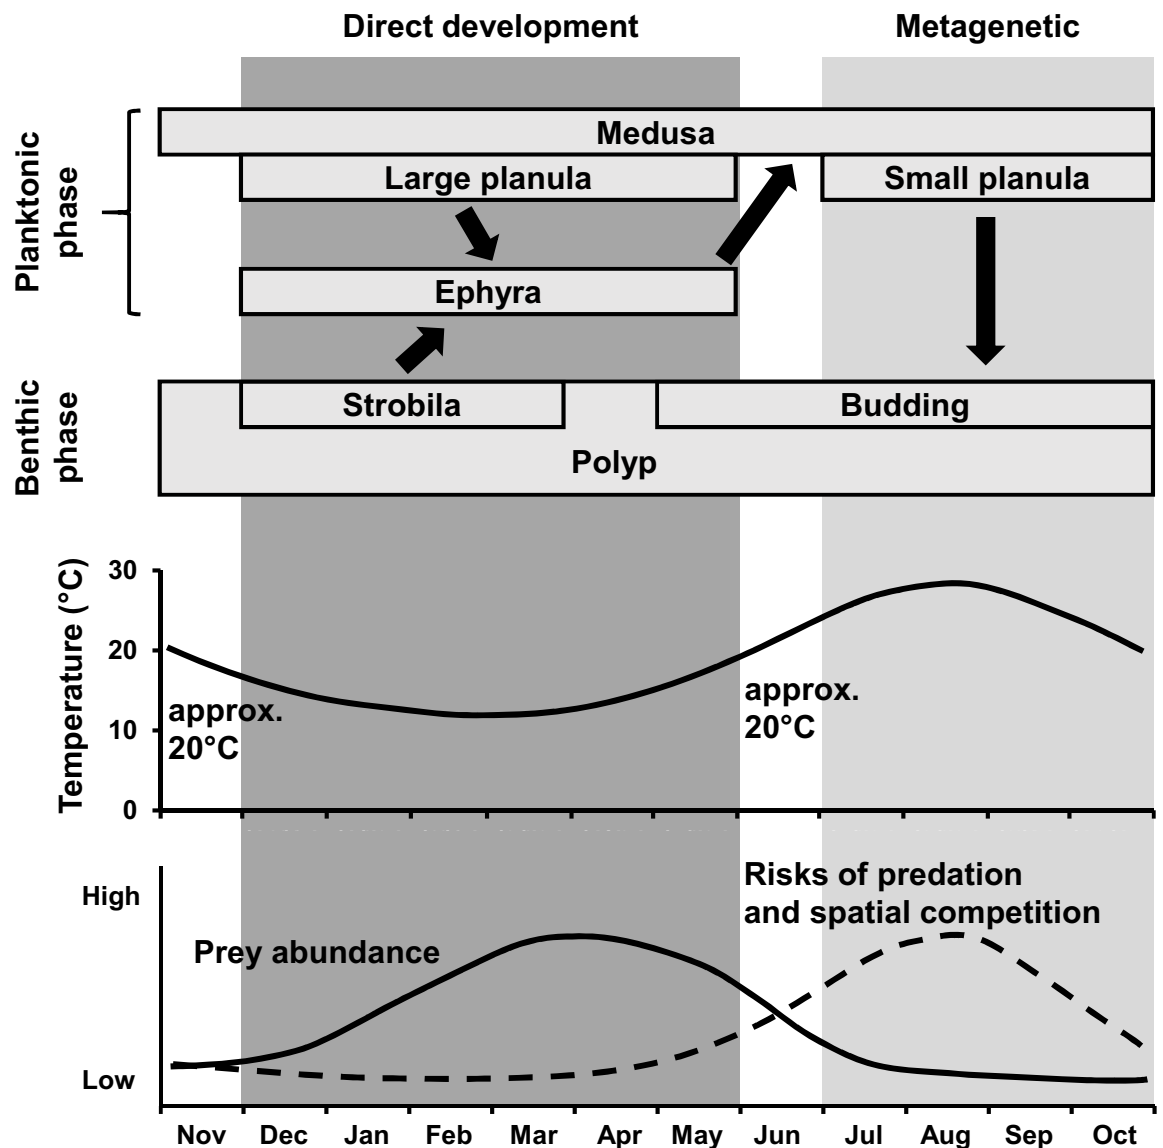 Direct development
Metagenetic
Planktonic
phase
Medusa
Large planula
Small planula
Ephyra
Benthic
phase
Strobila
Budding
Polyp
Temperature (°C)
30
20
10
0
approx.
20°C
approx.
20°C
High
Low
Risks of predation
and spatial competition
Prey abundance
Nov Dec Jan Feb Mar Apr May Jun Jul Aug Sep Oct